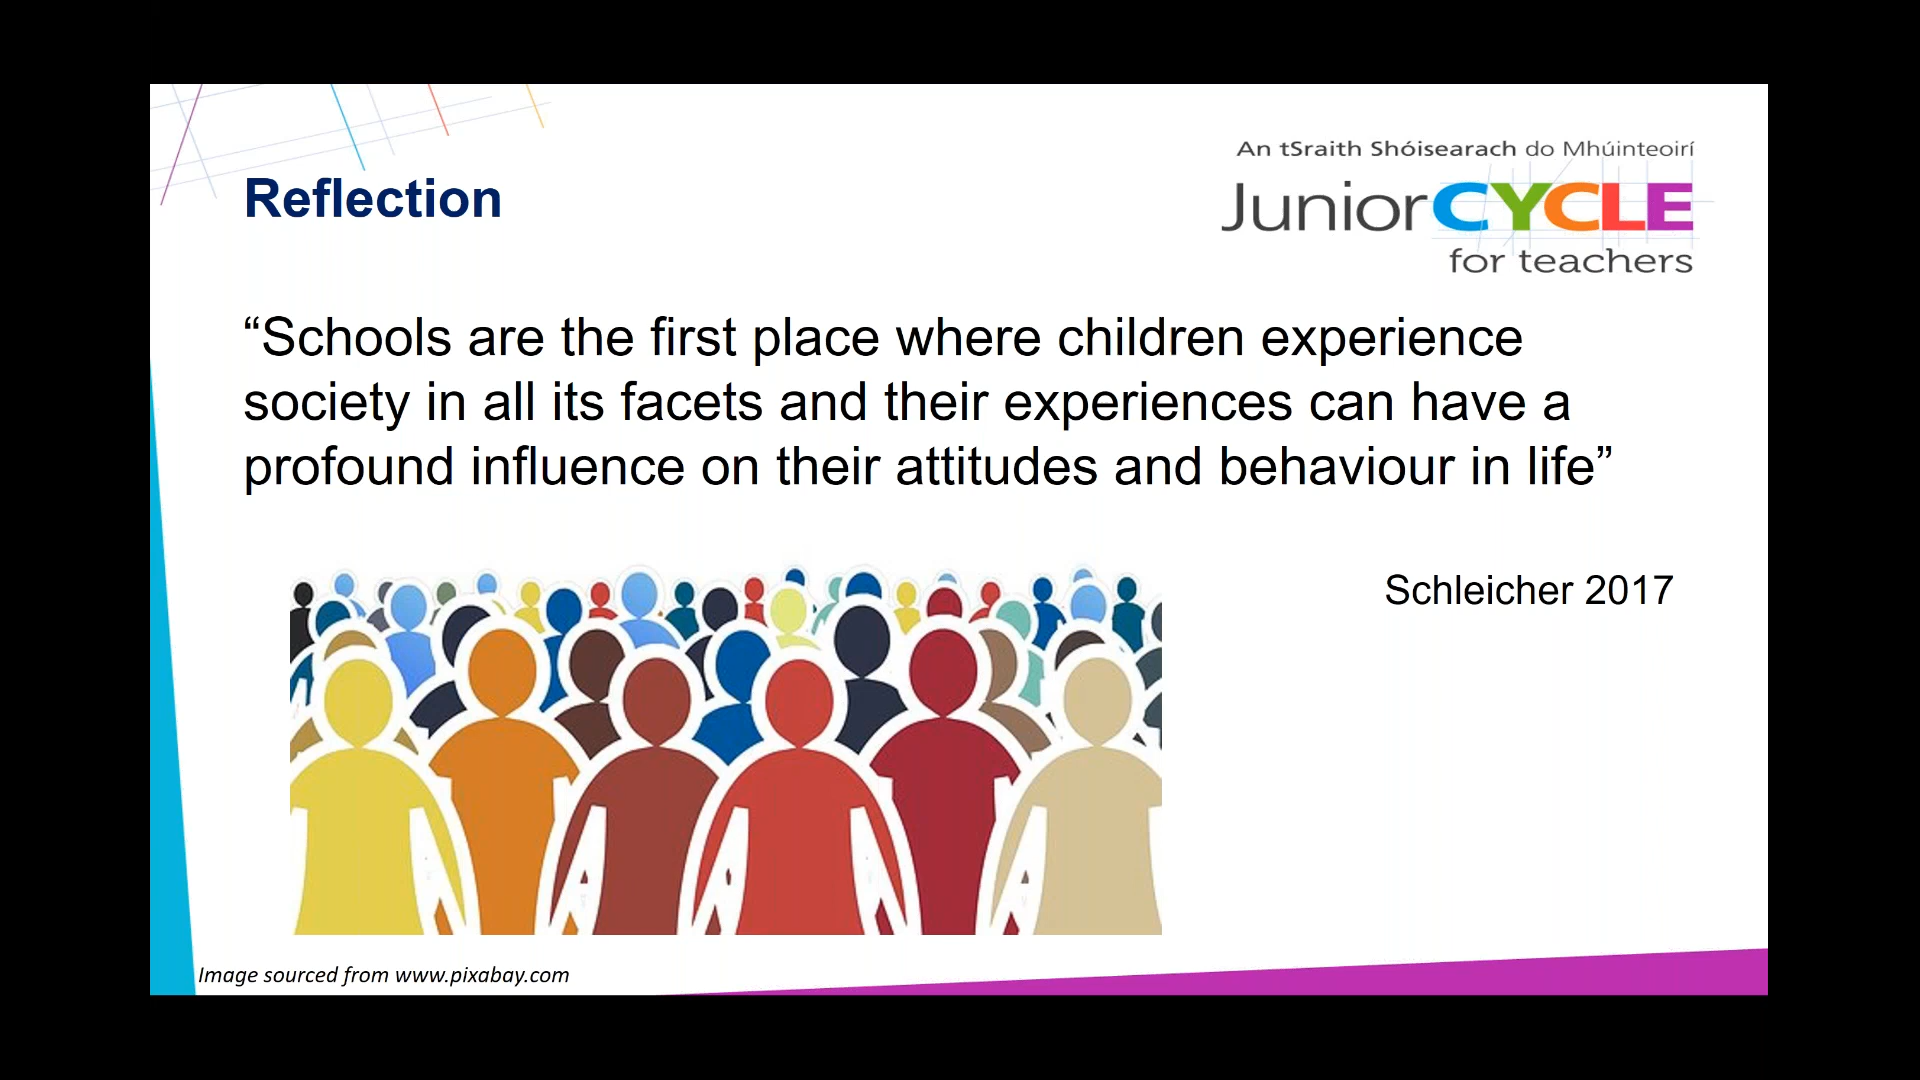 An tSraith Shóisearach do Mhúinteoirí
Junior CYCLE
for teachers
Reflection
“Schools are the first place where children experience
society in all its facets and their experiences can have a
profound influence on their attitudes and behaviour in life”
Schleicher 2017
Image sourced from www.pixabay.com